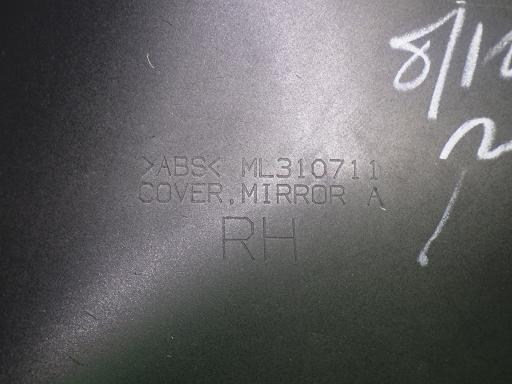 >ABS< ML310711
COVER, MIRROR A
RH